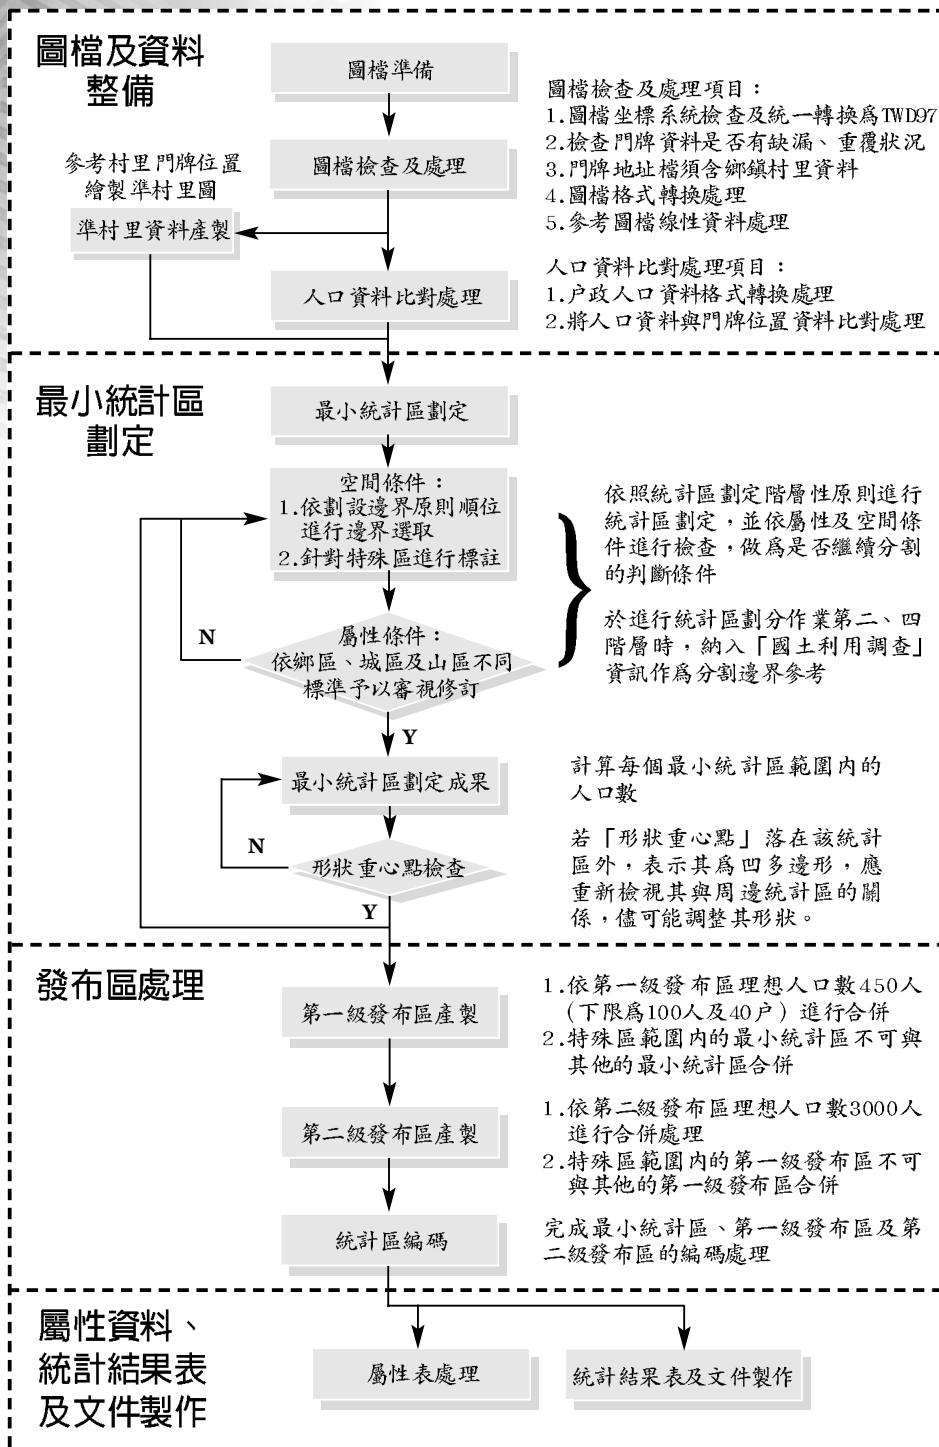 圖檔及資料
整備
圖檔準備
圖檔檢查及處理
參考村里門牌位置
繪製準村里圖
準村里資料產製
人口資料比對處理
圖檔檢查及處理項目：
1.圖檔坐標系統檢查及統一轉換爲TWD97
2.檢查門牌資料是否有缺漏、重覆狀況
3.門牌地址檔須含鄉鎮村里資料
4.圖檔格式轉換處理
5.參考圖檔線性資料處理
人口資料比對處理項目：
1.户政人口資料格式轉換處理
2.將人口資料與門牌位置資料比對處理
最小統計區
劃定
最小統計區劃定
空間條件：
1.依劃設邊界原則順位
進行邊界選取
2.針對特殊區進行標註
N
屬性條件：
依鄉區、城區及山區不同
標準予以審視修訂
Y
依照統計區劃定階層性原則進行
統計區劃定，並依屬性及空間條
件進行檢查，做爲是否繼續分割
的判斷條件
於進行統計區劃分作業第二、四
階層時，納入「國土利用調查」
資訊作爲分割邊界參考
最小統計區劃定成果
N
形狀重心點檢查
Y
計算每個最小統計區範圍內的
人口數
若「形狀重心點」落在該統計
區外，表示其爲凹多邊形，應
重新檢視其與周邊統計區的關
係，儘可能調整其形狀。
發布區處理
第一級發布區產製
1.依第一級發布區理想人口數450人
（下限爲100人及40户）進行合併
2.特殊區範圍內的最小統計區不可與
其他的最小統計區合併
第二級發布區產製
1.依第二級發布區理想人口數3000人
進行合併處理
2.特殊區範圍內的第一級發布區不可
與其他的第一級發布區合併
統計區編碼
完成最小統計區、第一級發布區及第
二級發布區的編碼處理
屬性資料、
統計結果表
及文件製作
屬性表處理
統計結果表及文件製作